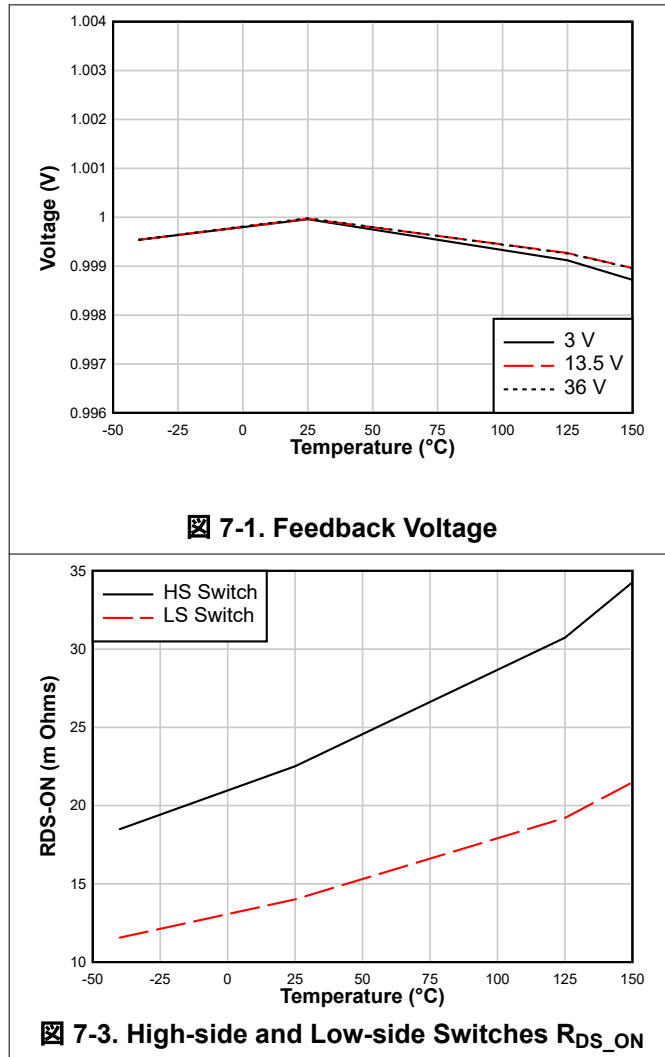 1.004
1.003
1.002
1.001
1
0.999
0.998
0.997
0.996
Voltage (V)
3 V
13.5 V
36 V
-50 -25 0 25 50 75 100 125 150
Temperature (°C)
図 7-1. Feedback Voltage
35
30
25
20
15
10
RDS-ON (m Ohms)
HS Switch
LS Switch
-50 -25 0 25 50 75 100 125 150
Temperature (°C)
図 7-3. High-side and Low-side Switches RDS_ON